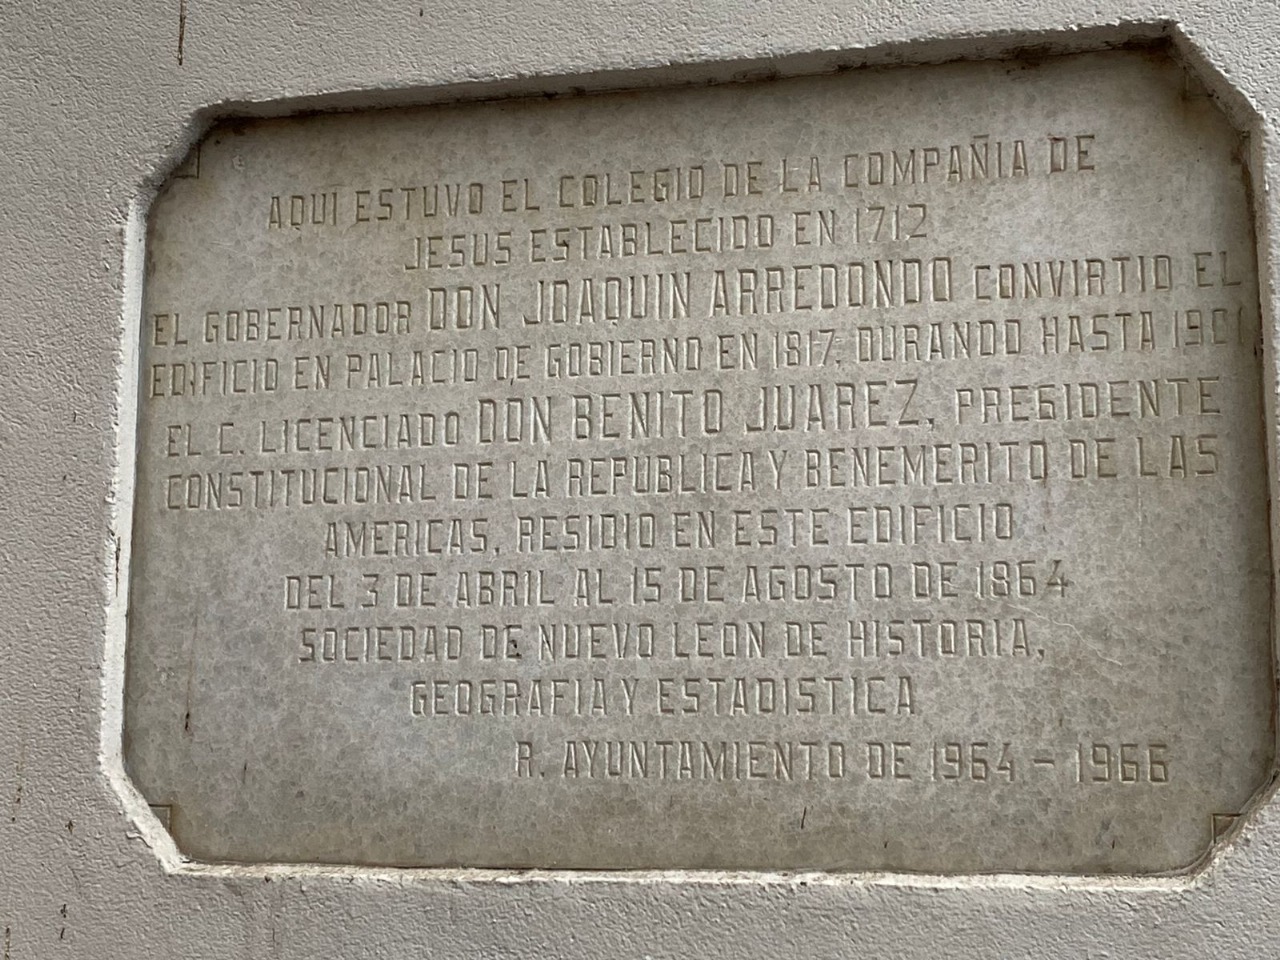 AQUI ESTUVO EL COLEGIO DE LA COMPAÑIA DE
JESUS ESTABLECIDO EN 1712
EL GOBERNADOR DON JOAQUIN ARREDONDO CONVIRTIO EL
EDIFICIO EN PALACIO DE GOBIERNO EN 1817, DURANDO HASTA 1901
EL C. LICENCIADO DON BENITO JUAREZ, PRESIDENTE
CONSTITUCIONAL DE LA REPUBLICA Y BENEMERITO DE LAS
AMERICAS, RESIDIO EN ESTE EDIFICIO
DEL 3 DE ABRIL AL 15 DE AGOSTO DE 1864
SOCIEDAD DE NUEVO LEON DE HISTORIA,
GEOGRAFIA Y ESTADISTICA
R. AYUNTAMIENTO DE 1964 - 1966